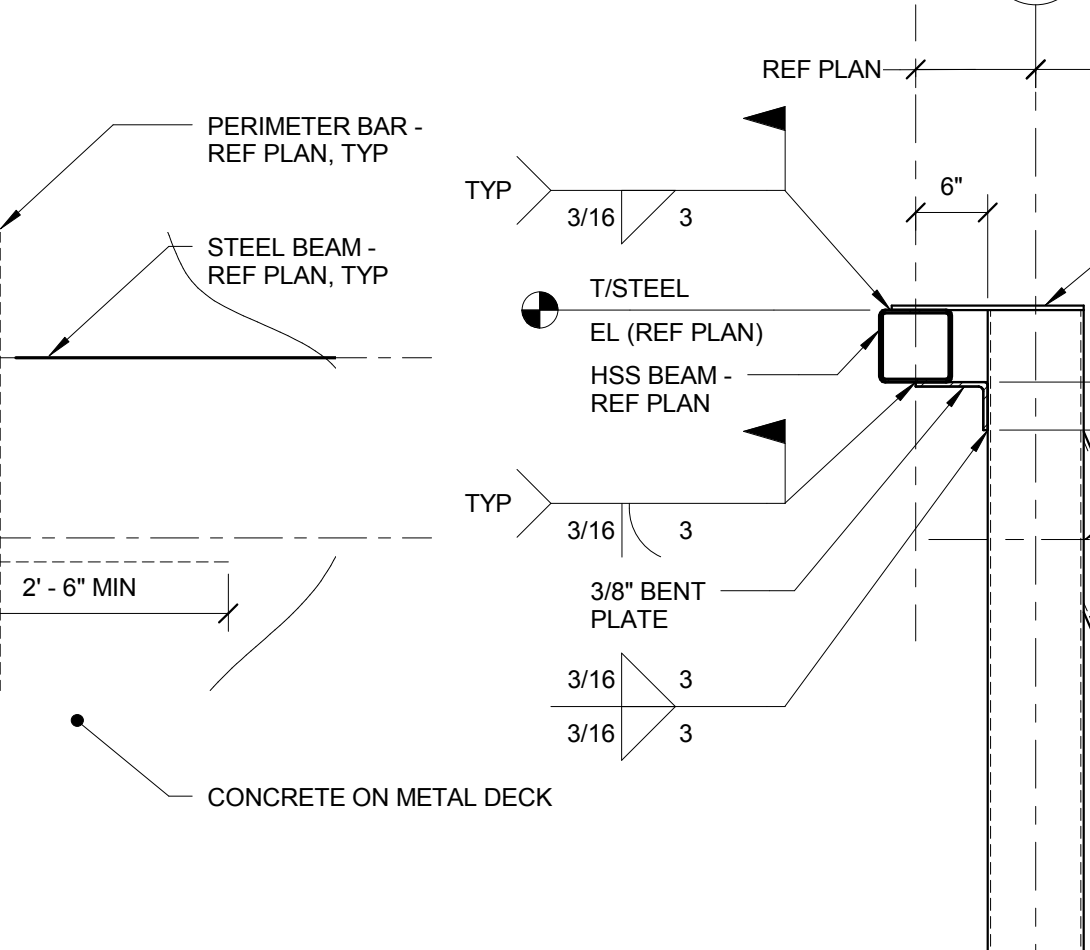 PERIMETER BAR -
REF PLAN, TYP
STEEL BEAM -
REF PLAN, TYP
2' - 6" MIN
CONCRETE ON METAL DECK
REF PLAN
6"
TYP
3/16 3
T/STEEL
EL (REF PLAN)
HSS BEAM -
REF PLAN
TYP
3/16 3
3/8" BENT
PLATE
3/16 3
3/16 3